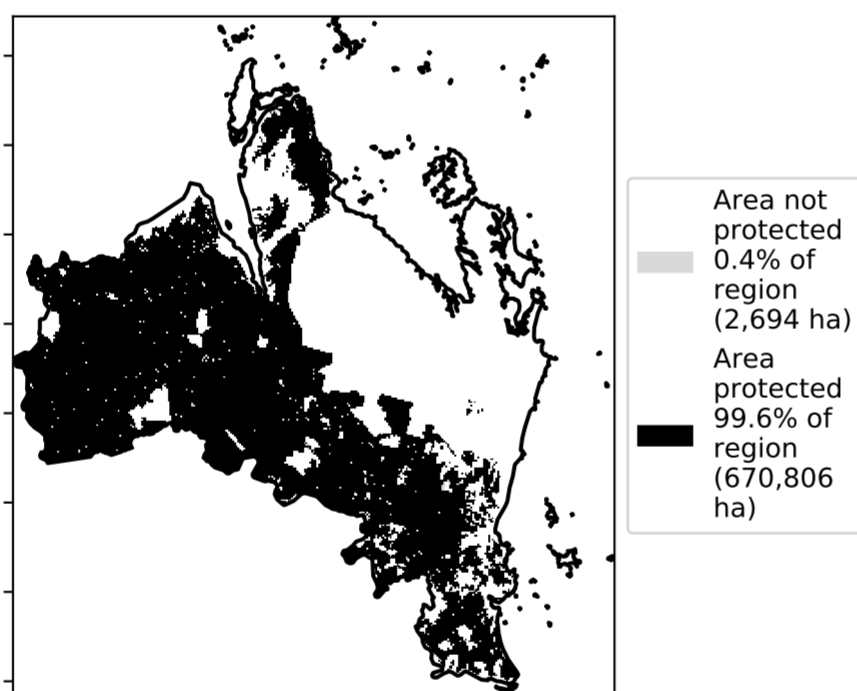 Area not
protected
0.4% of
region
(2,694 ha)
Area
protected
99.6% of
region
(670,806
ha)